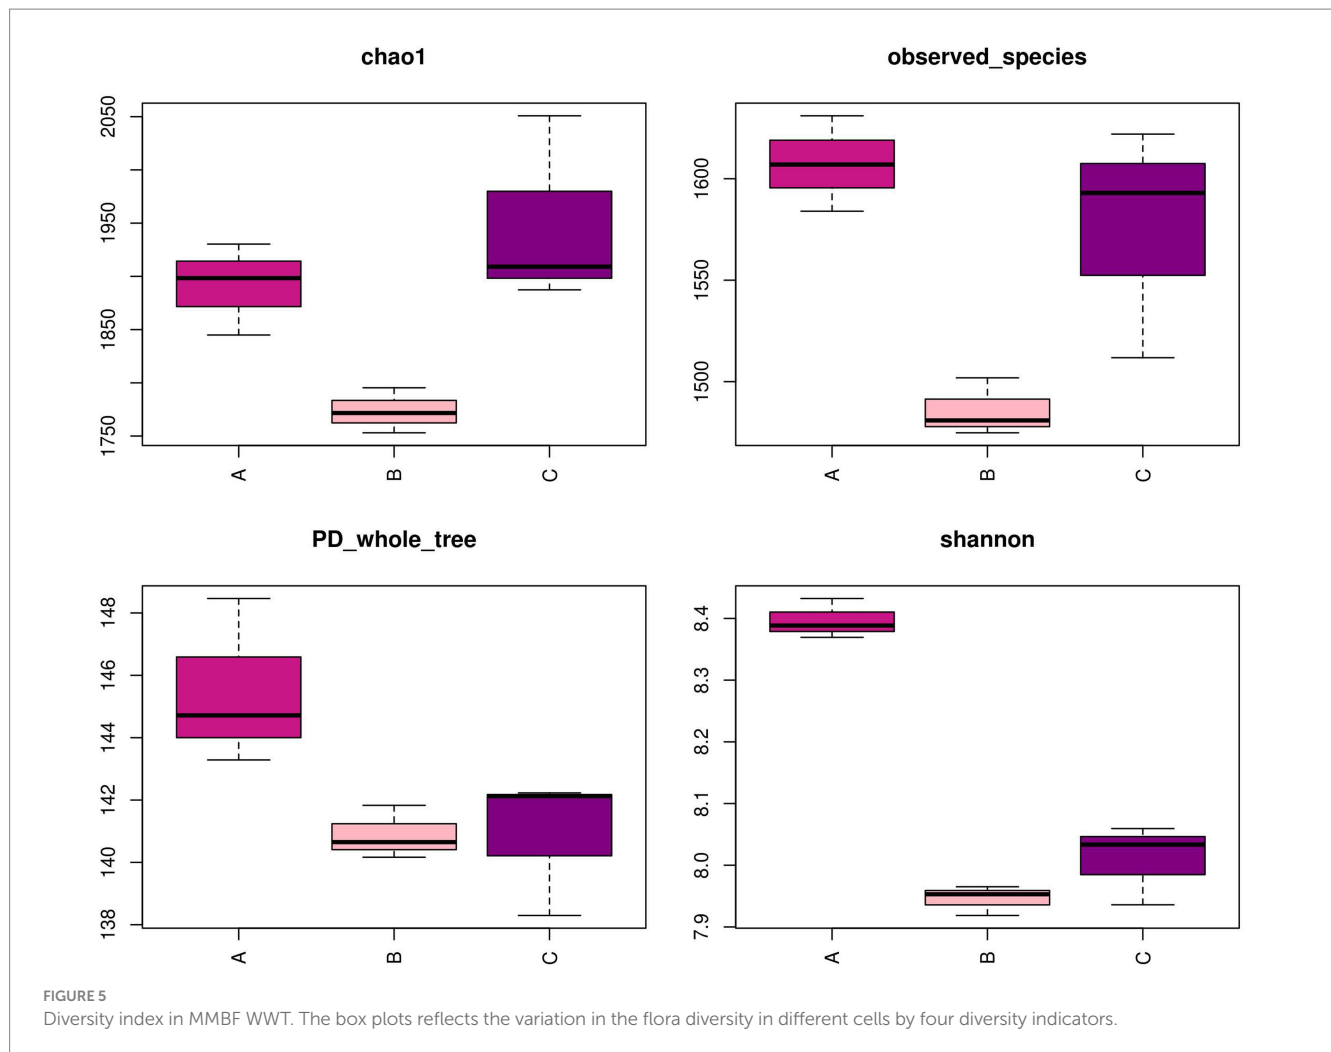 chao1
2050
1950
1850
1750
A
B
C
observed_species
1600
1550
1500
A
B
C
PD_whole_tree
148
146
144
142
140
138
A
B
C
shannon
8.4
8.3
8.2
8.1
8.0
7.9
A
B
C
FIGURE 5
Diversity index in MMBF WWT. The box plots reflects the variation in the flora diversity in different cells by four diversity indicators.